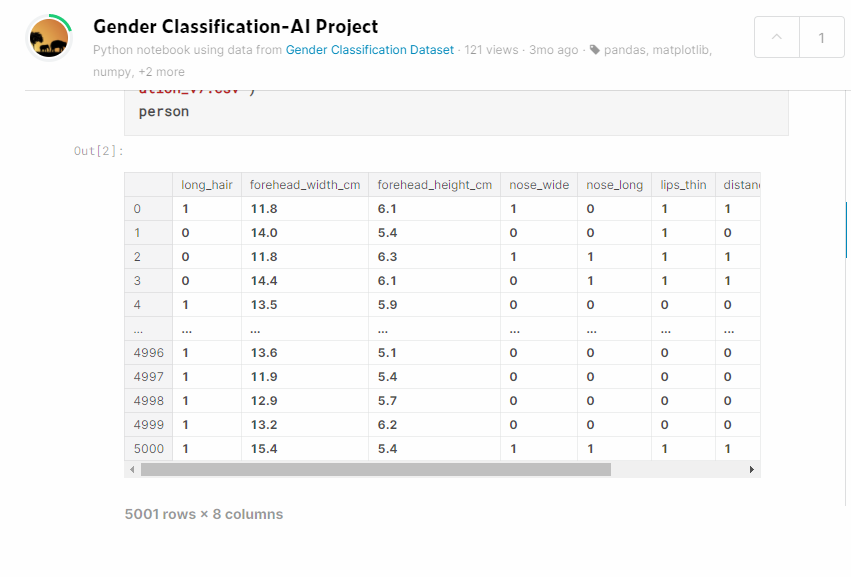 Gender Classification-AI Project
Python notebook using data from Gender Classification Dataset · 121 views · 3mo ago · pandas, matplotlib,
numpy, +2 more
1
person
Out[2]:
long_hair forehead_width_cm forehead_height_cm nose_wide nose_long lips_thin distanc
0 1 11.8 6.1 1 0 1 1
1 0 14.0 5.4 0 0 1 0
2 0 11.8 6.3 1 1 1 1
3 0 14.4 6.1 0 1 1 1
4 1 13.5 5.9 0 0 0 0
... ... ... ... ... ... ... ...
4996 1 13.6 5.1 0 0 0 0
4997 1 11.9 5.4 0 0 0 0
4998 1 12.9 5.7 0 0 0 0
4999 1 13.2 6.2 0 0 0 0
5000 1 15.4 5.4 1 1 1 1
5001 rows × 8 columns